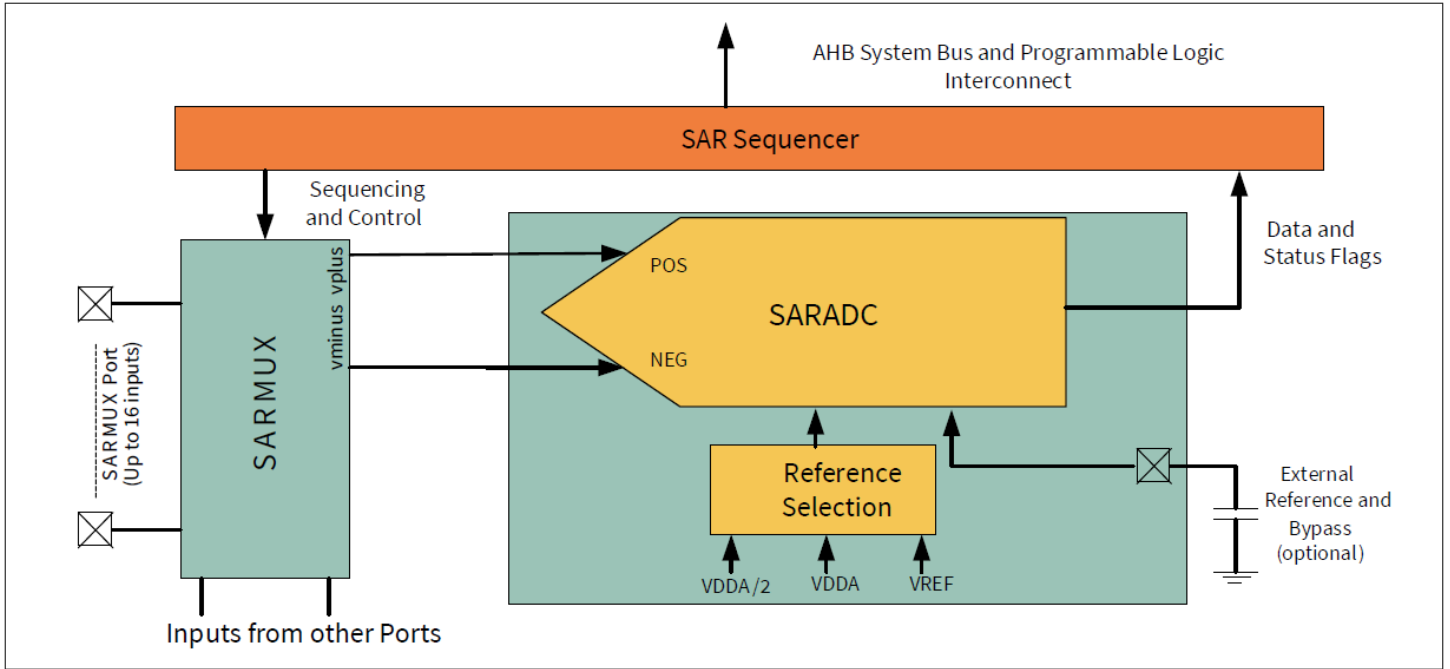 AHB System Bus and Programmable Logic
Interconnect
SAR Sequencer
Sequencing
and Control
Data and
Status Flags
vminus vplus
POS
SARADC
NEG
SARMUX
SARMUX Port
(Up to 16 inputs)
Reference
Selection
External
Reference and
Bypass
(optional)
VDDA/2
VDDA
VREF
Inputs from other Ports